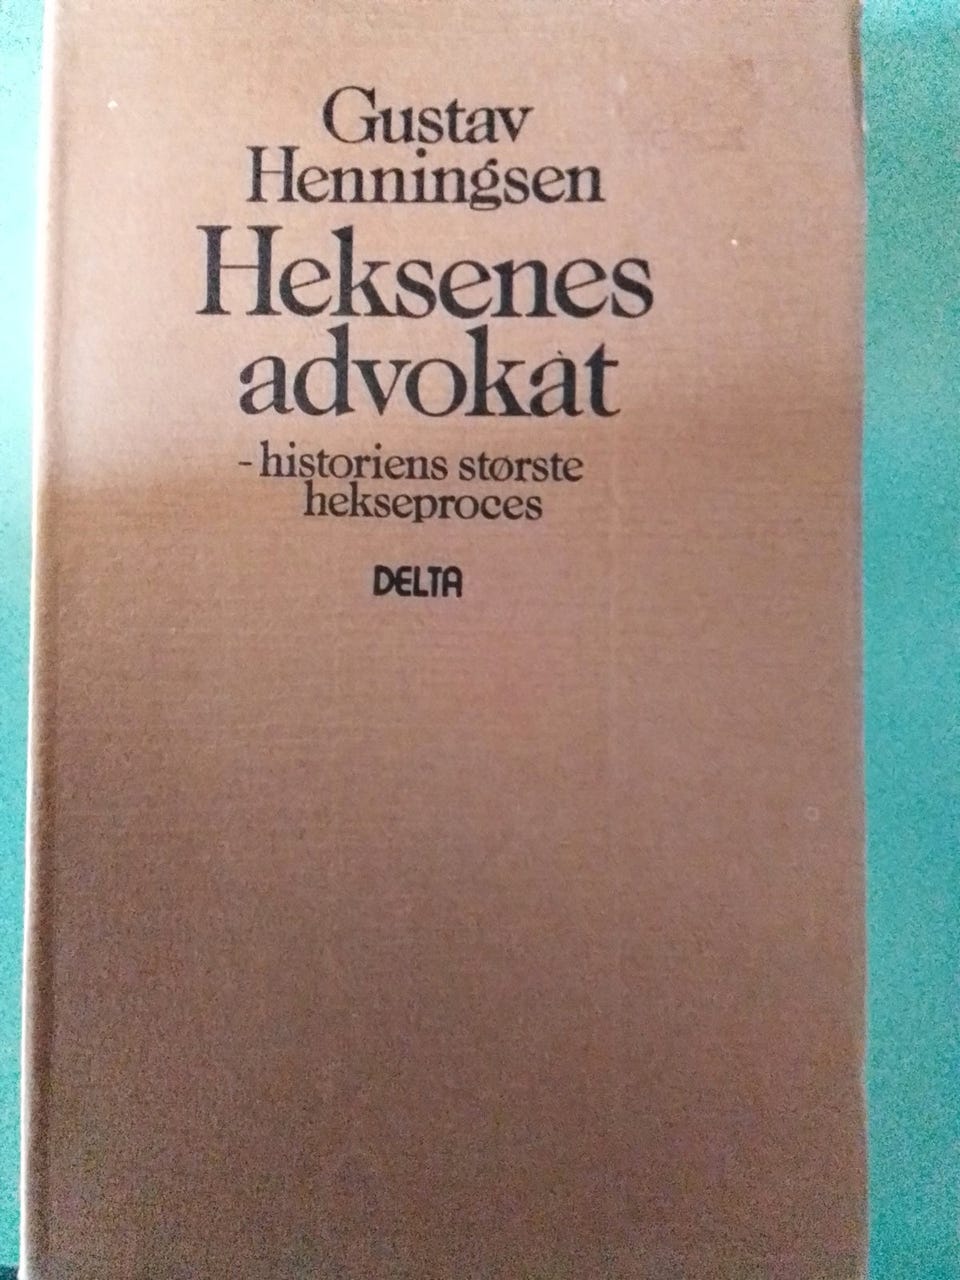 Gustav
Henningsen
Heksenes
advokat
- historiens største
hekseproces
DELTA